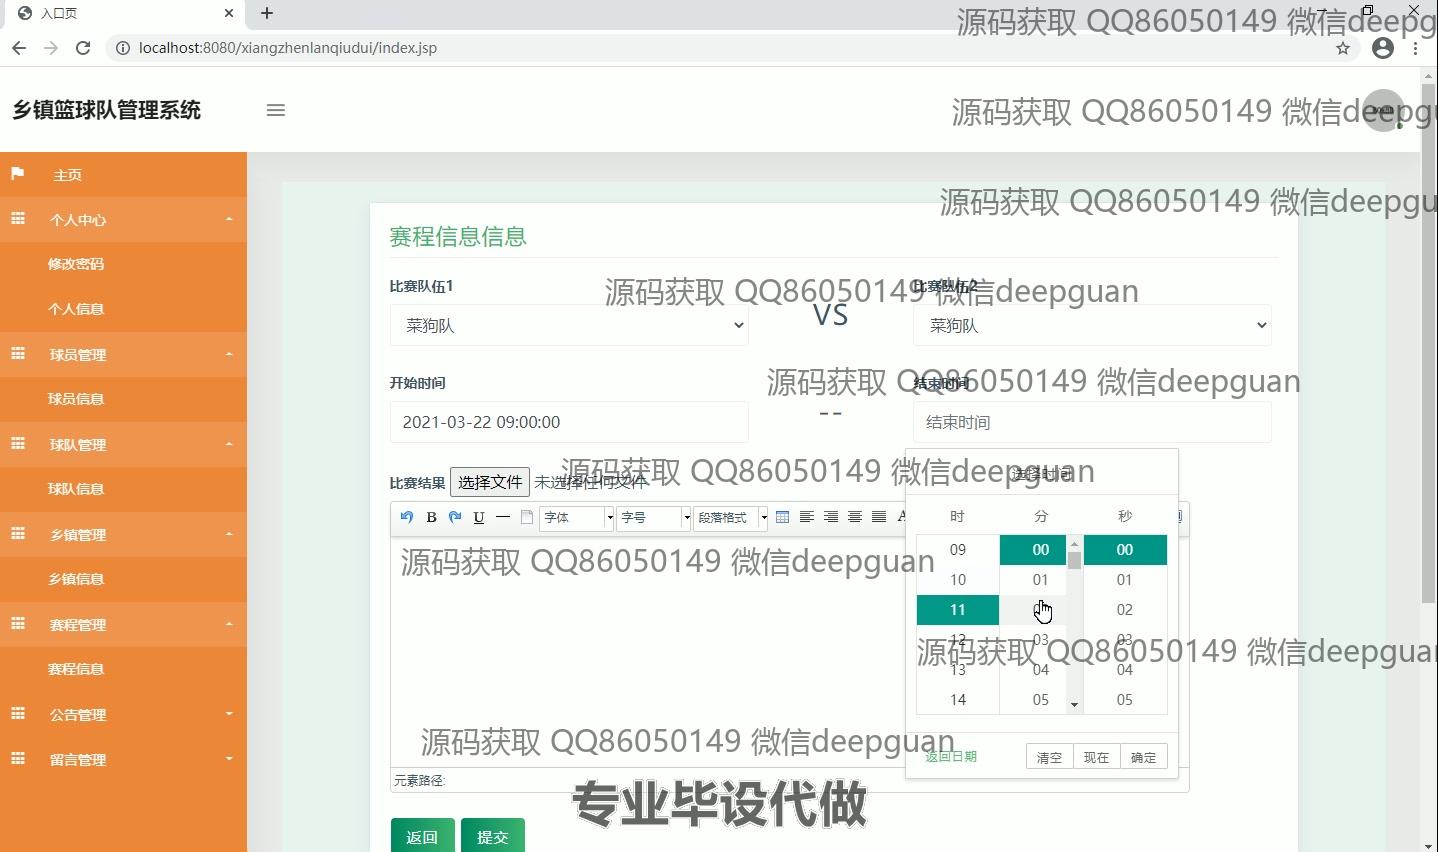 入口页
localhost:8080/xiangzhenlanqiudui/index.jsp
源码获取 QQ86050149 微信deepg
乡镇篮球队管理系统
源码获取 QQ86050149 微信deepgu
主页
个人中心
修改密码
个人信息
球员管理
球员信息
球队管理
球队信息
乡镇管理
乡镇信息
赛程管理
赛程信息
公告管理
留言管理
源码获取 QQ86050149 微信deepgu
赛程信息信息
比赛队伍1
比赛队伍2
源码获取 QQ86050149 微信deepguan
菜狗队
VS
菜狗队
开始时间
结束时间
源码获取 QQ86050149 微信deepguan
2021-03-22 09:00:00
--
结束时间
比赛结果 选择文件 未选择任何文件
源码获取 QQ86050149 微信deepguan
选择时间
B U 字体 字号 段落格式 A
时 分 秒
09 00 00
10 01 01
11 02
12 03 03
13 04 04
14 05 05
源码获取 QQ86050149 微信deepguan
源码获取 QQ86050149 微信deepguan
源码获取 QQ86050149 微信deepguan
返回日期 清空 现在 确定
元素路径:
专业毕设代做
返回 提交